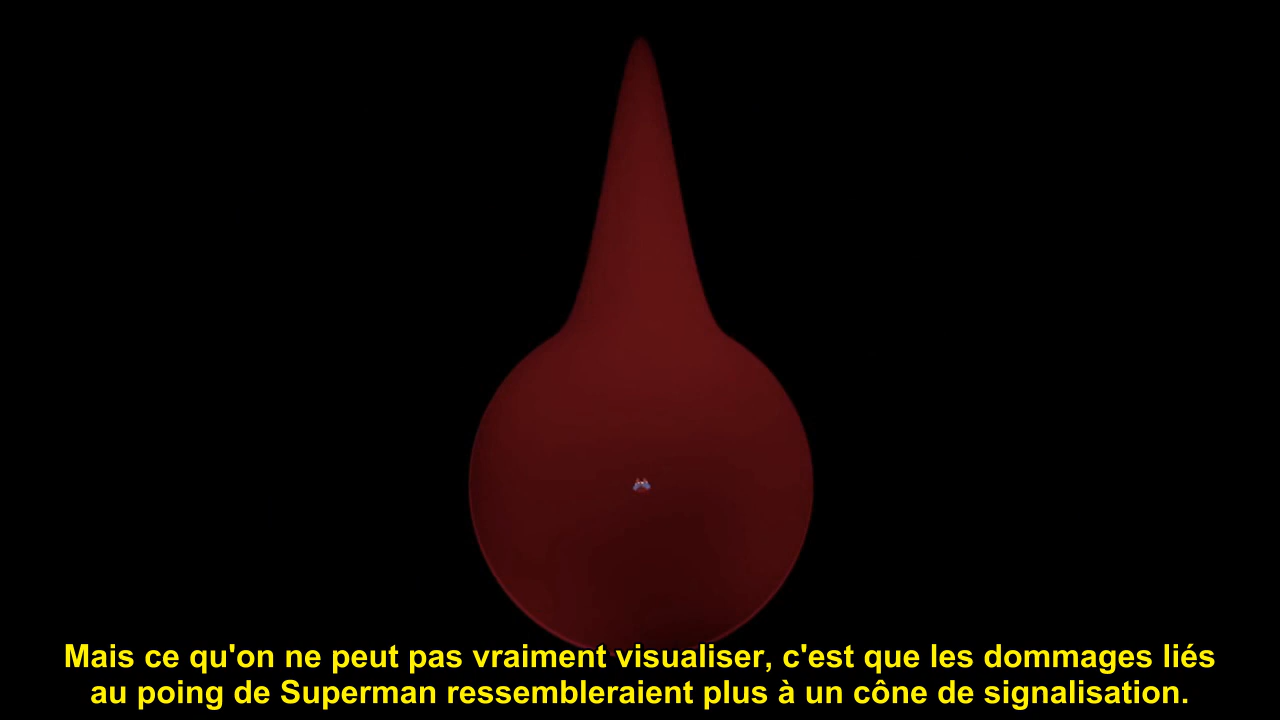 Mais ce qu'on ne peut pas vraiment visualiser, c'est que les dommages liés
au poing de Superman ressembleraient plus à un cône de signalisation.